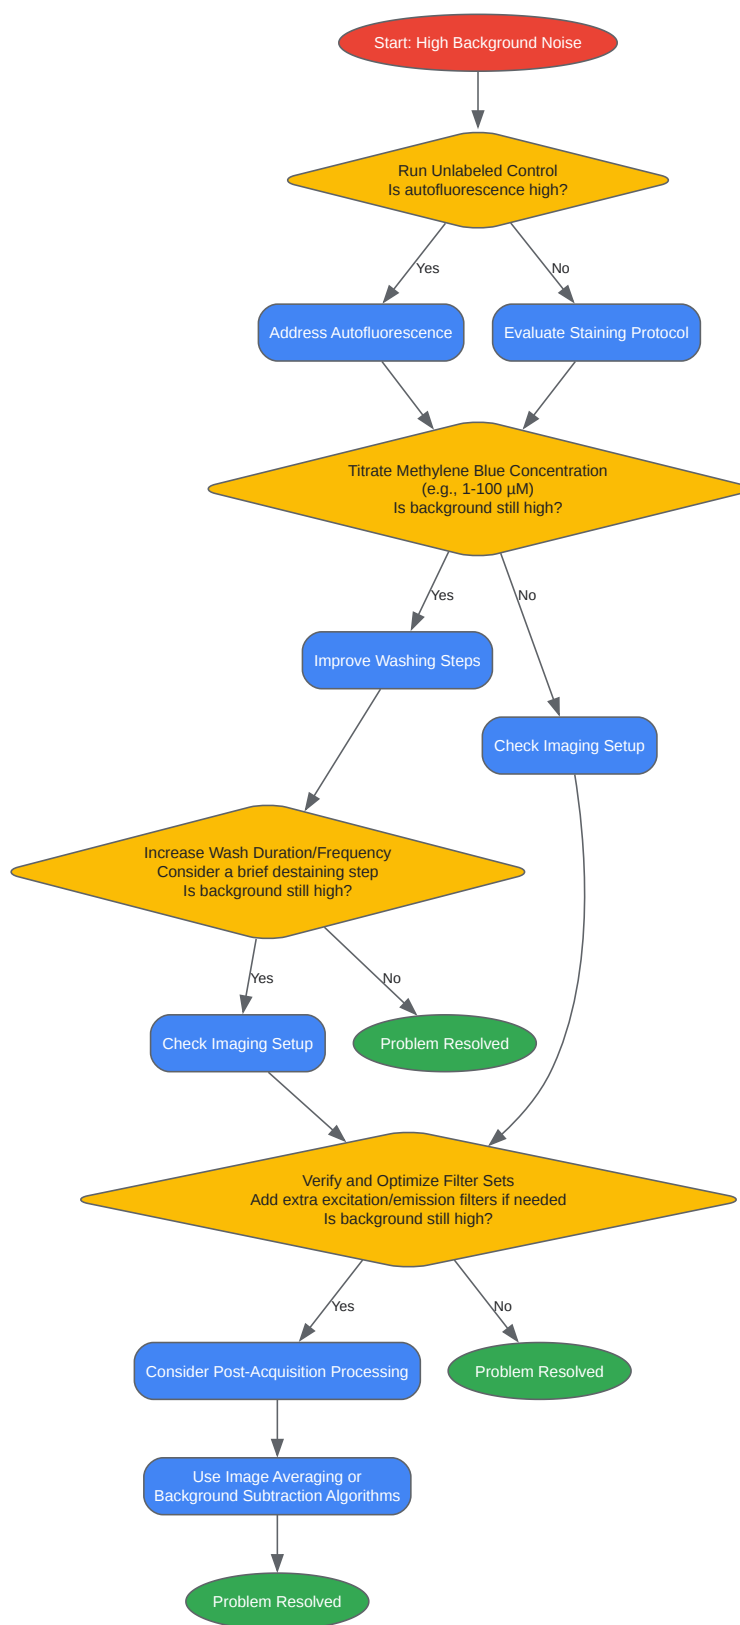 Start: High Background Noise
Run Unlabeled Control
Is autofluorescence high?
Yes
No
Address Autofluorescence
Evaluate Staining Protocol
Titrate Methylene Blue Concentration
(e.g., 1-100 µM)
Is background still high?
Yes
No
Improve Washing Steps
Check Imaging Setup
Increase Wash Duration/Frequency
Consider a brief destaining step
Is background still high?
Yes
No
Check Imaging Setup
Problem Resolved
Verify and Optimize Filter Sets
Add extra excitation/emission filters if needed
Is background still high?
Yes
No
Consider Post-Acquisition Processing
Problem Resolved
Use Image Averaging or
Background Subtraction Algorithms
Problem Resolved